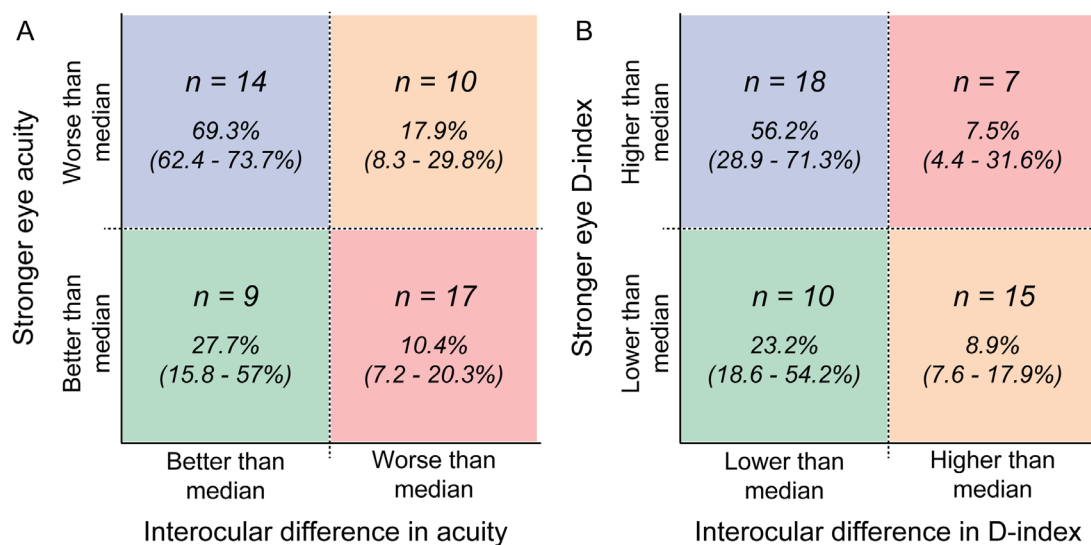 A
Stronger eye acuity
Worse than
median
Better than
median
n = 14
69.3%
(62.4 - 73.7%)
n = 10
17.9%
(8.3 - 29.8%)
n = 9
27.7%
(15.8 - 57%)
n = 17
10.4%
(7.2 - 20.3%)
Better than
median
Worse than
median
Interocular difference in acuity
B
Stronger eye D-index
Higher than
median
Lower than
median
n = 18
56.2%
(28.9 - 71.3%)
n = 7
7.5%
(4.4 - 31.6%)
n = 10
23.2%
(18.6 - 54.2%)
n = 15
8.9%
(7.6 - 17.9%)
Lower than
median
Higher than
median
Interocular difference in D-index